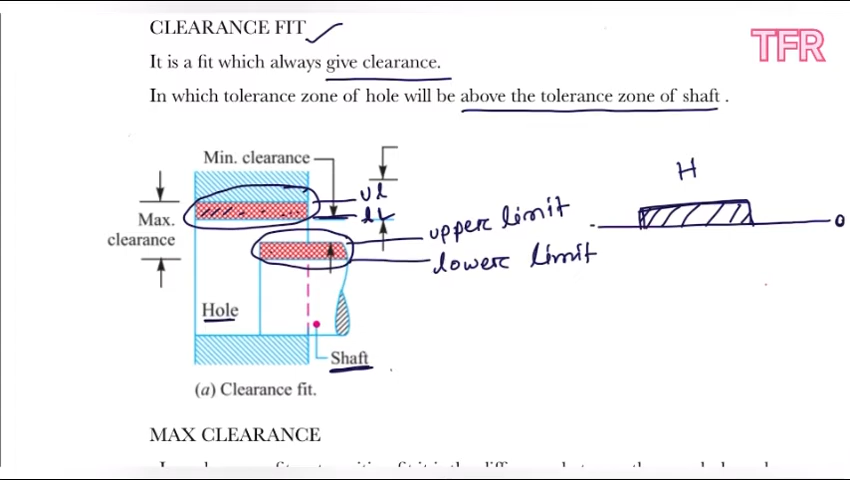 CLEARANCE FIT
TFR
It is a fit which always give clearance.
In which tolerance zone of hole will be above the tolerance zone of shaft .
Min. clearance
H
ul
ll
upper limit
0
Max.
clearance
lower limit
Hole
Shaft
(a) Clearance fit.
MAX CLEARANCE